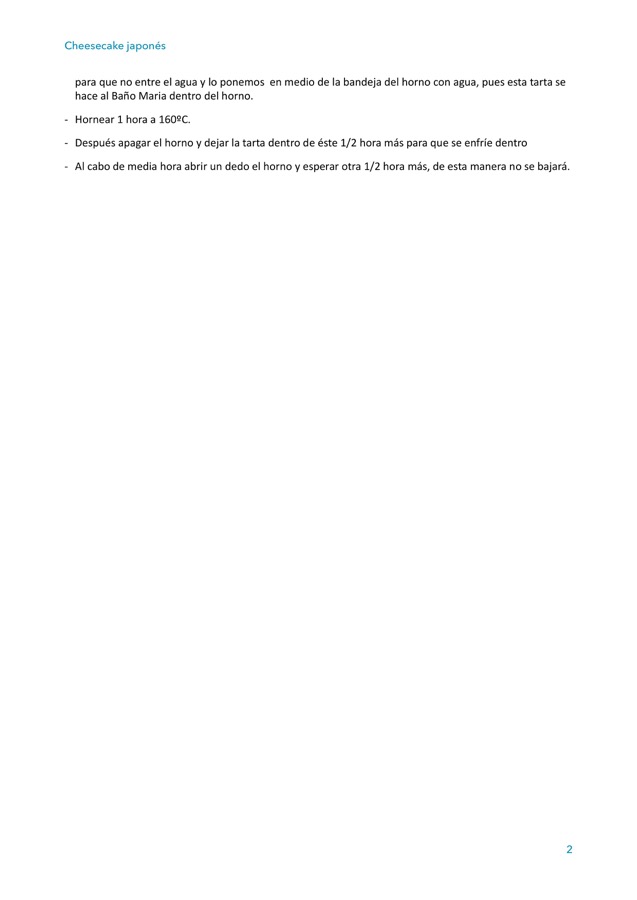 Cheesecake japonés
para que no entre el agua y lo ponemos  en medio de la bandeja del horno con agua, pues esta tarta se
hace al Baño Maria dentro del horno.
- Hornear 1 hora a 160ºC.
- Después apagar el horno y dejar la tarta dentro de éste 1/2 hora más para que se enfríe dentro
- Al cabo de media hora abrir un dedo el horno y esperar otra 1/2 hora más, de esta manera no se bajará.
2